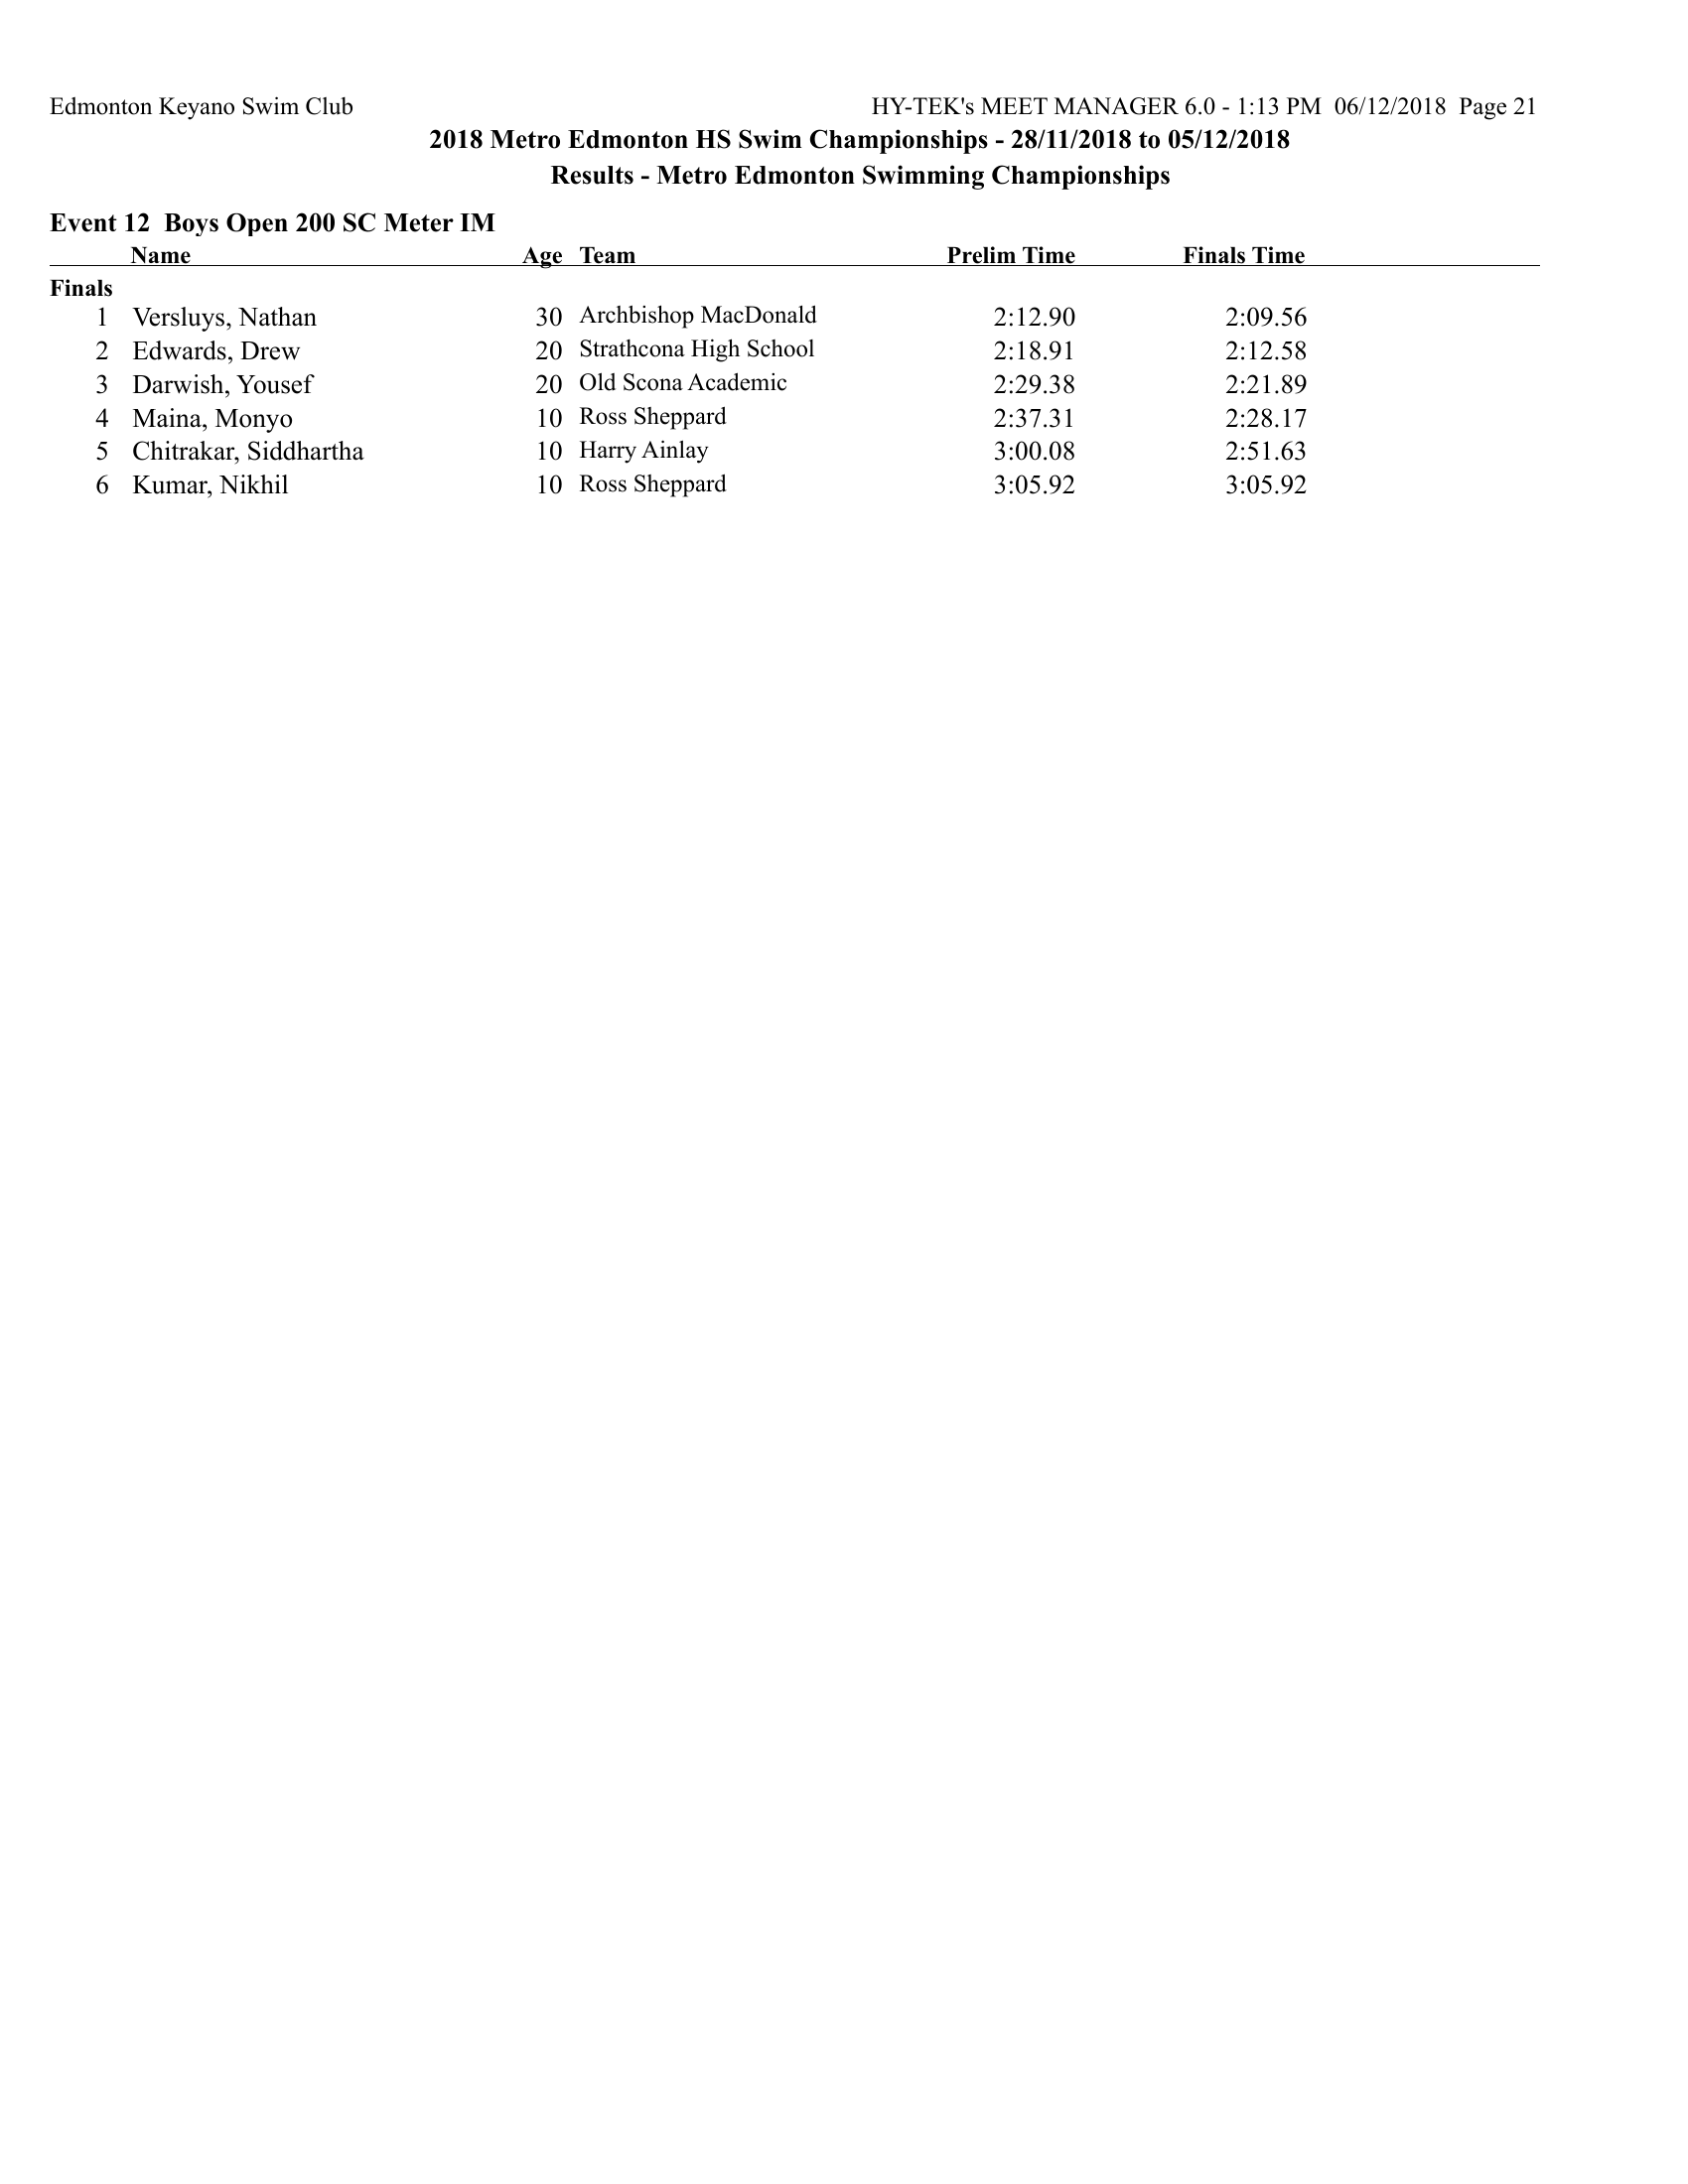 Edmonton Keyano Swim Club HY-TEK's MEET MANAGER 6.0 - 1:13 PM 06/12/2018 Page 21
2018 Metro Edmonton HS Swim Championships - 28/11/2018 to 05/12/2018
Results - Metro Edmonton Swimming Championships
Event 12 Boys Open 200 SC Meter IM
Name Age Team Prelim Time Finals Time
Finals
1 Versluys, Nathan 30 Archbishop MacDonald 2:12.90 2:09.56
2 Edwards, Drew 20 Strathcona High School 2:18.91 2:12.58
3 Darwish, Yousef 20 Old Scona Academic 2:29.38 2:21.89
4 Maina, Monyo 10 Ross Sheppard 2:37.31 2:28.17
5 Chitrakar, Siddhartha 10 Harry Ainlay 3:00.08 2:51.63
6 Kumar, Nikhil 10 Ross Sheppard 3:05.92 3:05.92